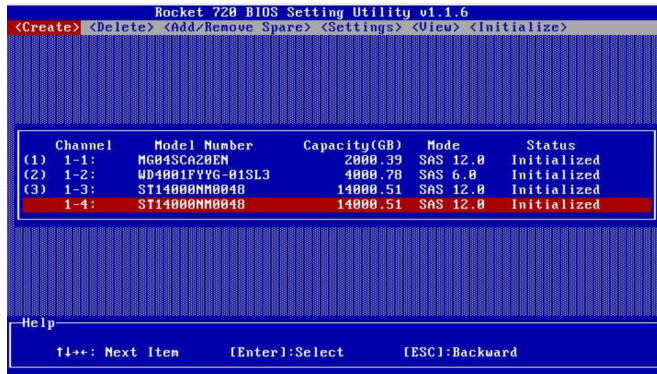 Rocket 720 BIOS Setting Utility v1.1.6
<Create> <Delete> <Add/Remove Spare> <Settings> <View> <Initialize>
Channel Model Number Capacity(GB) Mode Status
(1) 1-1: MG04SCA20EN 2000.39 SAS 12.0 Initialized
(2) 1-2: WD4001FYYG-01SL3 4000.78 SAS 6.0 Initialized
(3) 1-3: ST14000NM0048 14000.51 SAS 12.0 Initialized
1-4: ST14000NM0048 14000.51 SAS 12.0 Initialized
Help
↑↓→←: Next Item [Enter]:Select [ESC]:Backward